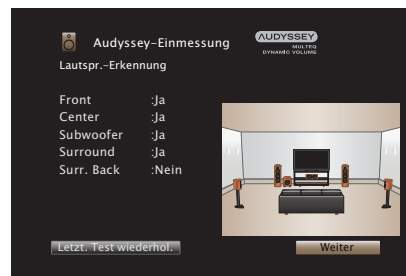 Audyssey-Einmessung
AUDYSSEY
MULTEQ
DYNAMIC VOLUME
Lautspr.-Erkennung
Front :Ja
Center :Ja
Subwoofer :Ja
Surround :Ja
Surr. Back :Nein
Letzt. Test wiederhol.
Weiter